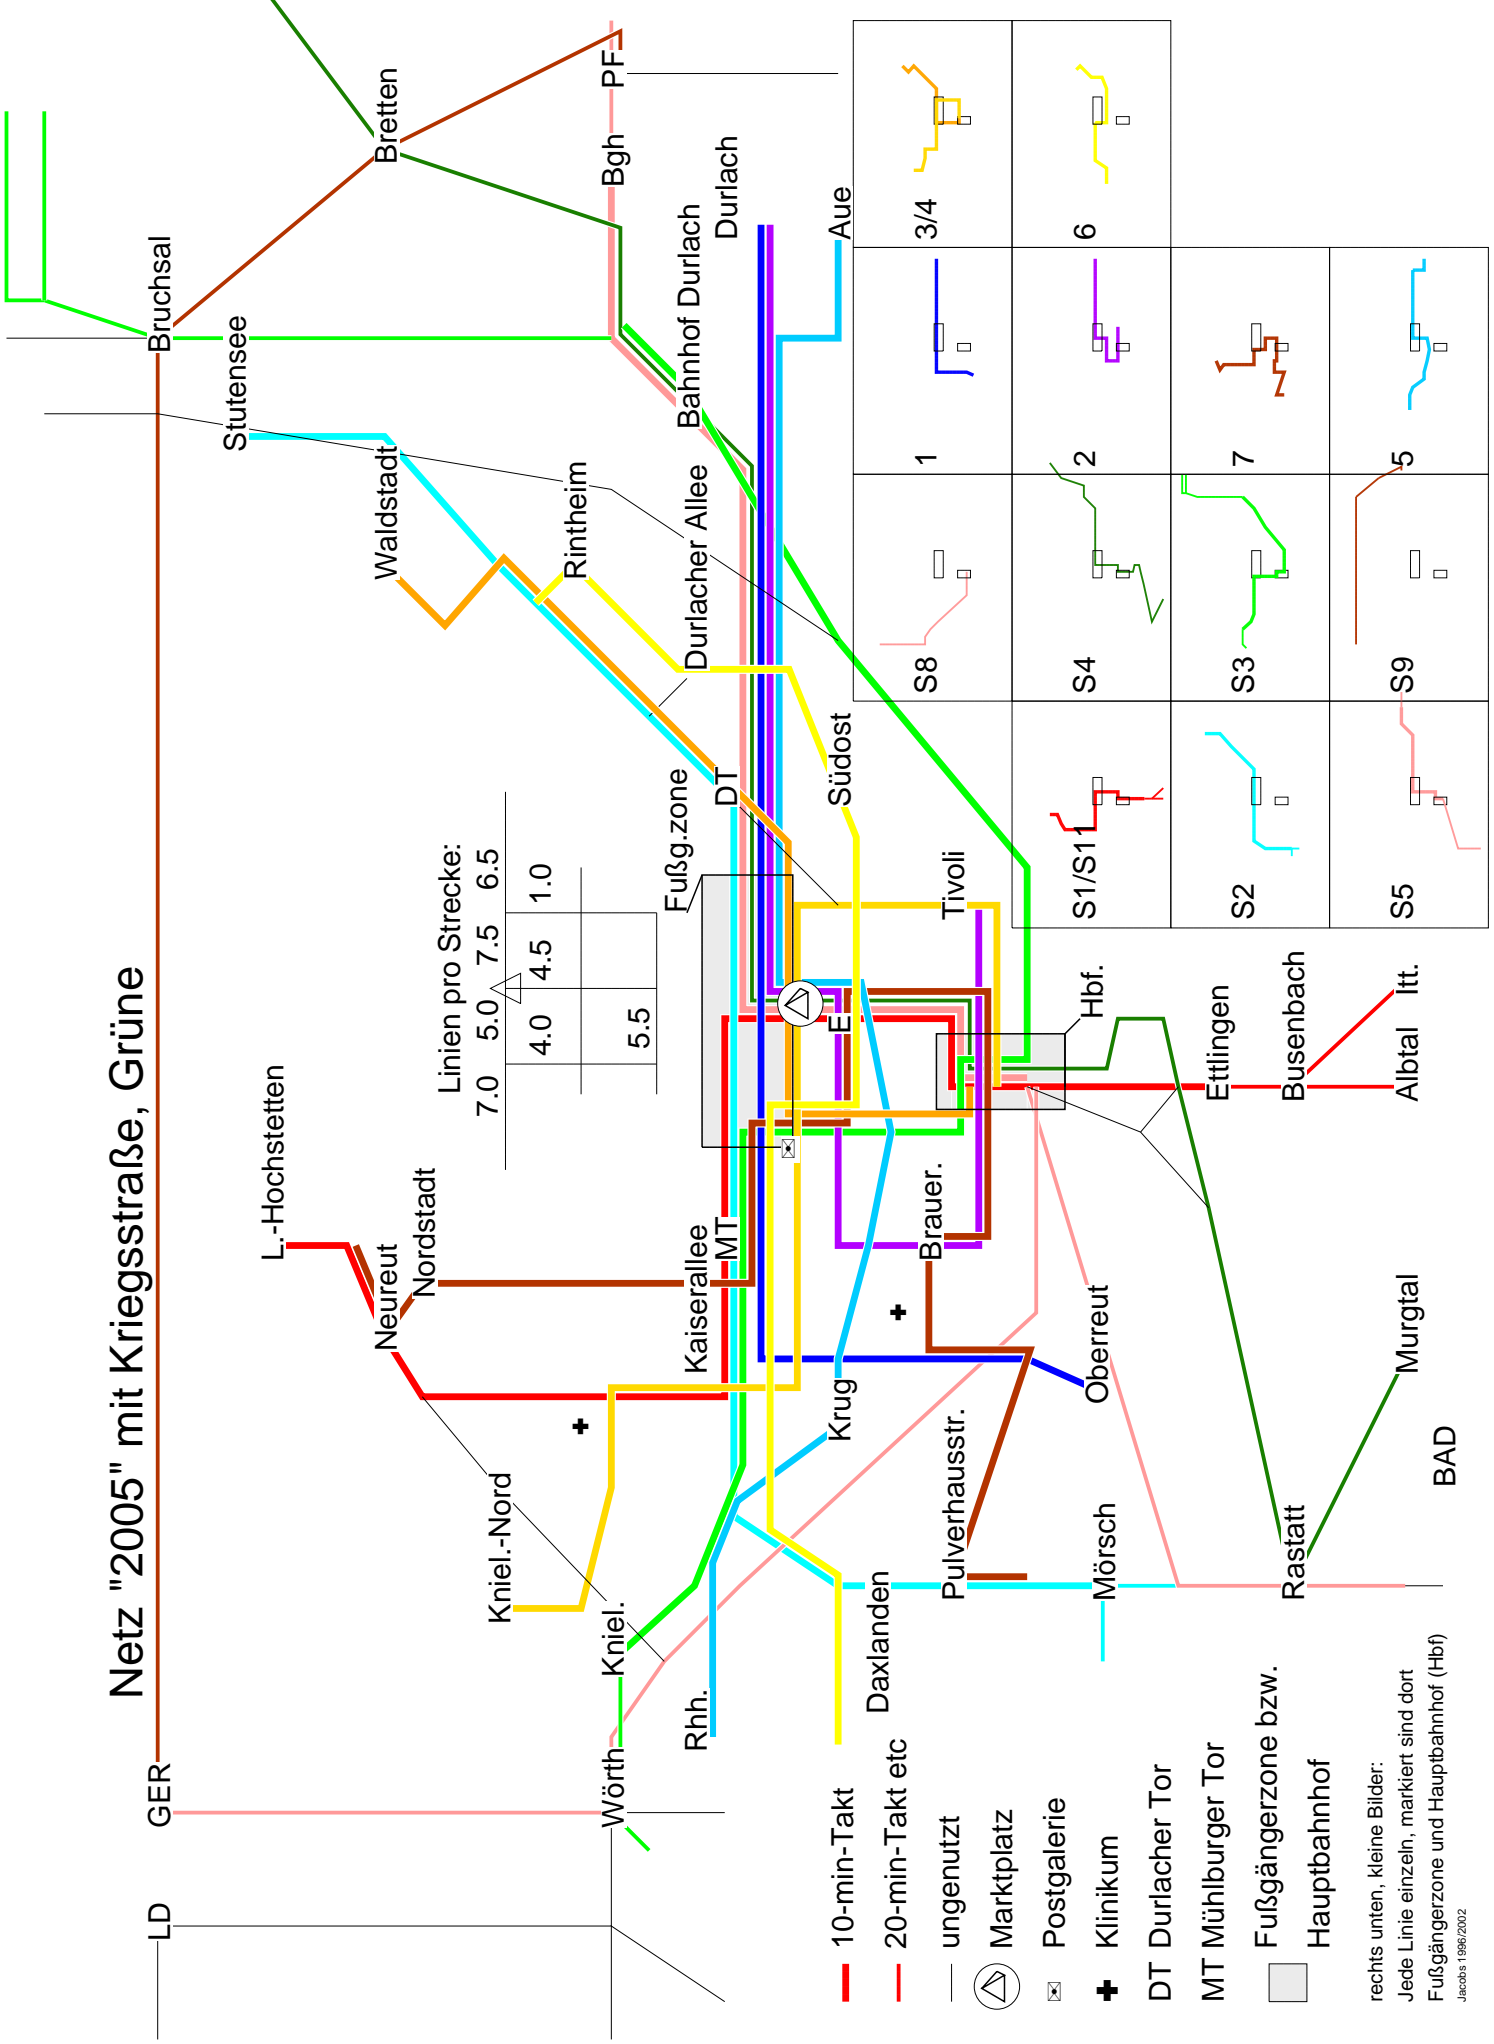 Netz "2005" mit Kriegsstraße, Grüne
LD
GER
Bruchsal
Stutensee
L.-Hochstetten
Neureut
Nordstadt
Waldstadt
Bretten
Linien pro Strecke:
7.0 5.0 7.5 6.5
4.0 4.5 1.0
5.5
Kniel.-Nord
Rintheim
Wörth
Kniel.
Bgh
PF
Rhh.
Kaiserallee
Fußg.zone
Durlacher Allee
Bahnhof Durlach
MT
DT
Durlach
Krug
E
Südost
Aue
Daxlanden
Brauer.
Pulverhausstr.
Tivoli
Mörsch
Oberreut
Hbf.
Ettlingen
Rastatt
Busenbach
Murgtal
Albtal
Itt.
BAD
10-min-Takt
20-min-Takt etc
ungenutzt
Marktplatz
Postgalerie
Klinikum
DT Durlacher Tor
MT Mühlburger Tor
Fußgängerzone bzw.
Hauptbahnhof
rechts unten, kleine Bilder:
Jede Linie einzeln, markiert sind dort
Fußgängerzone und Hauptbahnhof (Hbf)
Jacobs 1996/2002
S8
1
3/4
S1/S11
S4
2
6
S2
S3
7
S5
S9
5